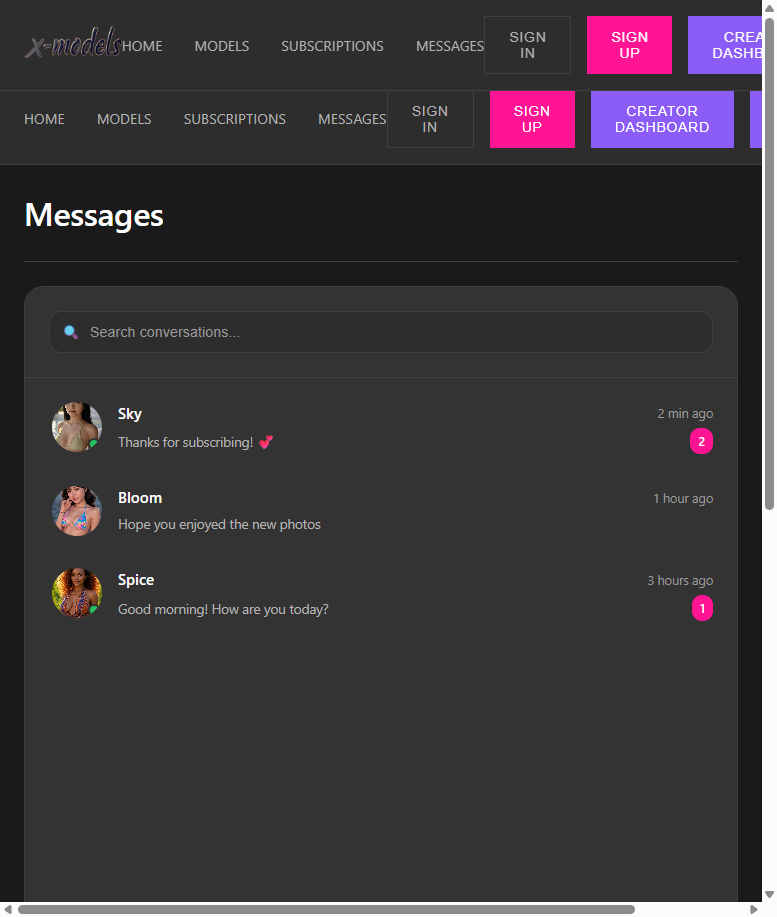 x-models HOME MODELS SUBSCRIPTIONS MESSAGES SIGN IN SIGN UP CREA DASHB
HOME MODELS SUBSCRIPTIONS MESSAGES SIGN IN SIGN UP CREATOR DASHBOARD
Messages
Search conversations...
Sky 2 min ago
Thanks for subscribing! 💕 2
Bloom 1 hour ago
Hope you enjoyed the new photos
Spice 3 hours ago
Good morning! How are you today? 1